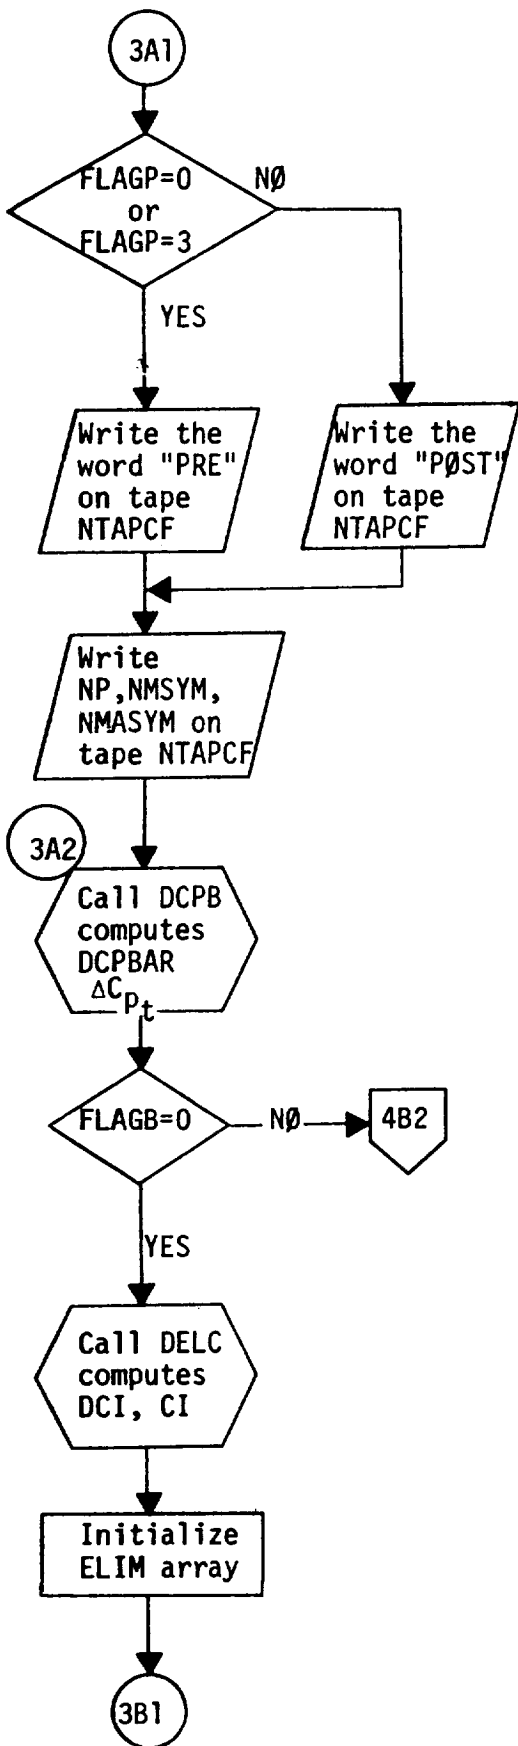 3A1
FLAGP=0
or
FLAGP=3
NØ
YES
Write the
word "PRE"
on tape
NTAPCF
Write the
word "PØST"
on tape
NTAPCF
Write
NP,NMSYM,
NMASYM on
tape NTAPCF
3A2
Call DCPB
computes
DCPBAR
ΔCpt
FLAGB=0
NØ
4B2
YES
Call DELC
computes
DCI, CI
Initialize
ELIM array
3B1